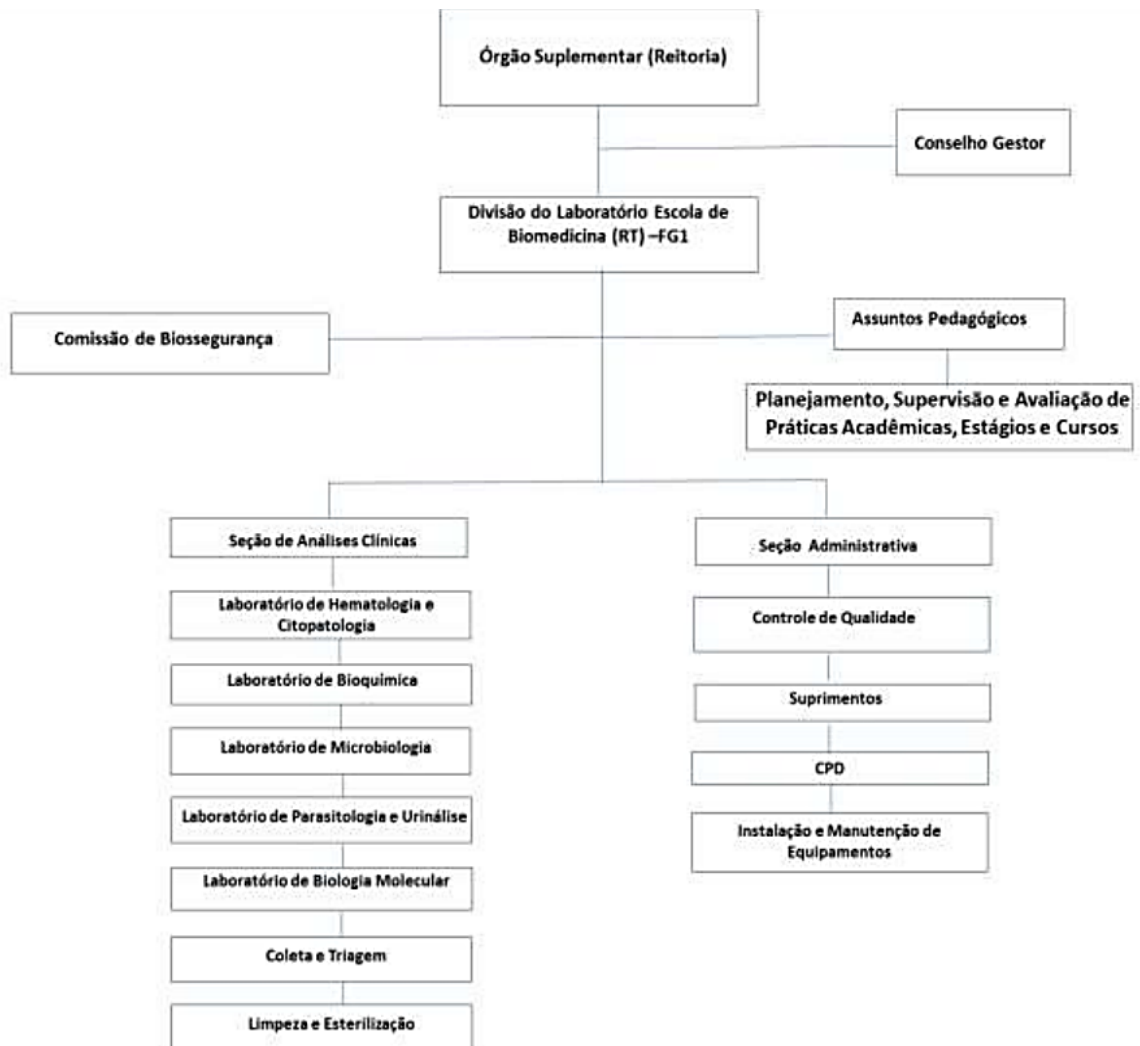 Órgão Suplementar (Reitoria)
Conselho Gestor
Divisão do Laboratório Escola de
Biomedicina (RT) –FG1
Comissão de Biossegurança
Assuntos Pedagógicos
Planejamento, Supervisão e Avaliação de
Práticas Acadêmicas, Estágios e Cursos
Seção de Análises Clínicas
Laboratório de Hematologia e
Citopatologia
Laboratório de Bioquímica
Laboratório de Microbiologia
Laboratório de Parasitologia e Urinálise
Laboratório de Biologia Molecular
Coleta e Triagem
Limpeza e Esterilização
Seção Administrativa
Controle de Qualidade
Suprimentos
CPD
Instalação e Manutenção de
Equipamentos